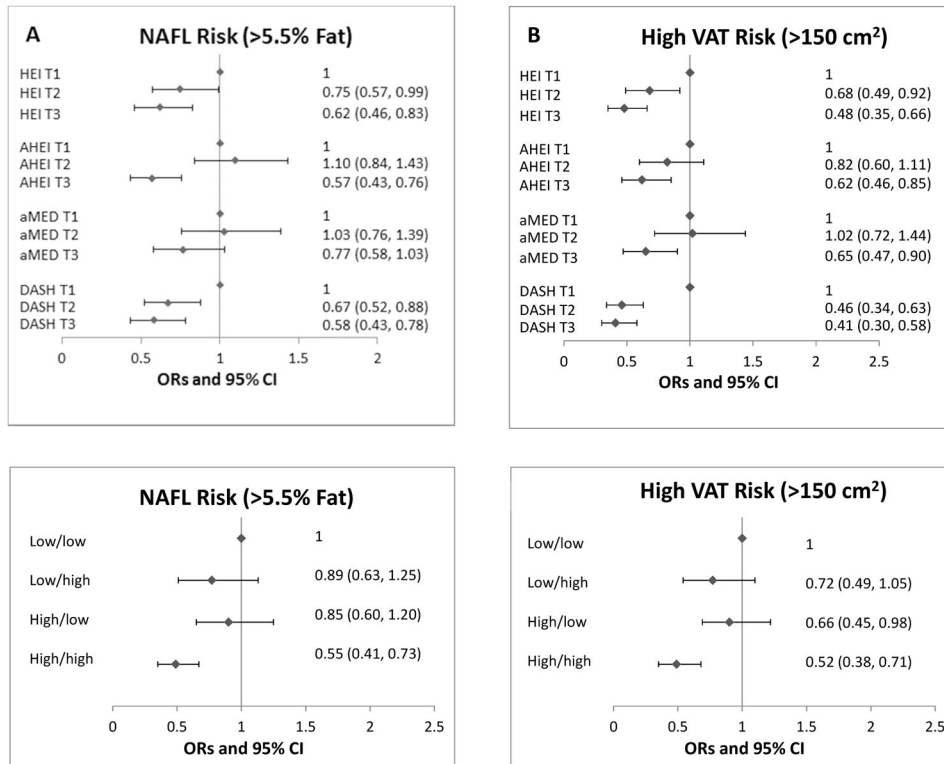 A NAFL Risk (>5.5% Fat)
HEI T1 1
HEI T2 0.75 (0.57, 0.99)
HEI T3 0.62 (0.46, 0.83)
AHEI T1 1
AHEI T2 1.10 (0.84, 1.43)
AHEI T3 0.57 (0.43, 0.76)
aMED T1 1
aMED T2 1.03 (0.76, 1.39)
aMED T3 0.77 (0.58, 1.03)
DASH T1 1
DASH T2 0.67 (0.52, 0.88)
DASH T3 0.58 (0.43, 0.78)
0 0.5 1 1.5 2
ORs and 95% CI
B High VAT Risk (>150 cm²)
HEI T1 1
HEI T2 0.68 (0.49, 0.92)
HEI T3 0.48 (0.35, 0.66)
AHEI T1 1
AHEI T2 0.82 (0.60, 1.11)
AHEI T3 0.62 (0.46, 0.85)
aMED T1 1
aMED T2 1.02 (0.72, 1.44)
aMED T3 0.65 (0.47, 0.90)
DASH T1 1
DASH T2 0.46 (0.34, 0.63)
DASH T3 0.41 (0.30, 0.58)
0 0.5 1 1.5 2 2.5
ORs and 95% CI
NAFL Risk (>5.5% Fat)
Low/low 1
Low/high 0.89 (0.63, 1.25)
High/low 0.85 (0.60, 1.20)
High/high 0.55 (0.41, 0.73)
0 0.5 1 1.5 2 2.5
ORs and 95% CI
High VAT Risk (>150 cm²)
Low/low 1
Low/high 0.72 (0.49, 1.05)
High/low 0.66 (0.45, 0.98)
High/high 0.52 (0.38, 0.71)
0 0.5 1 1.5 2 2.5
ORs and 95% CI